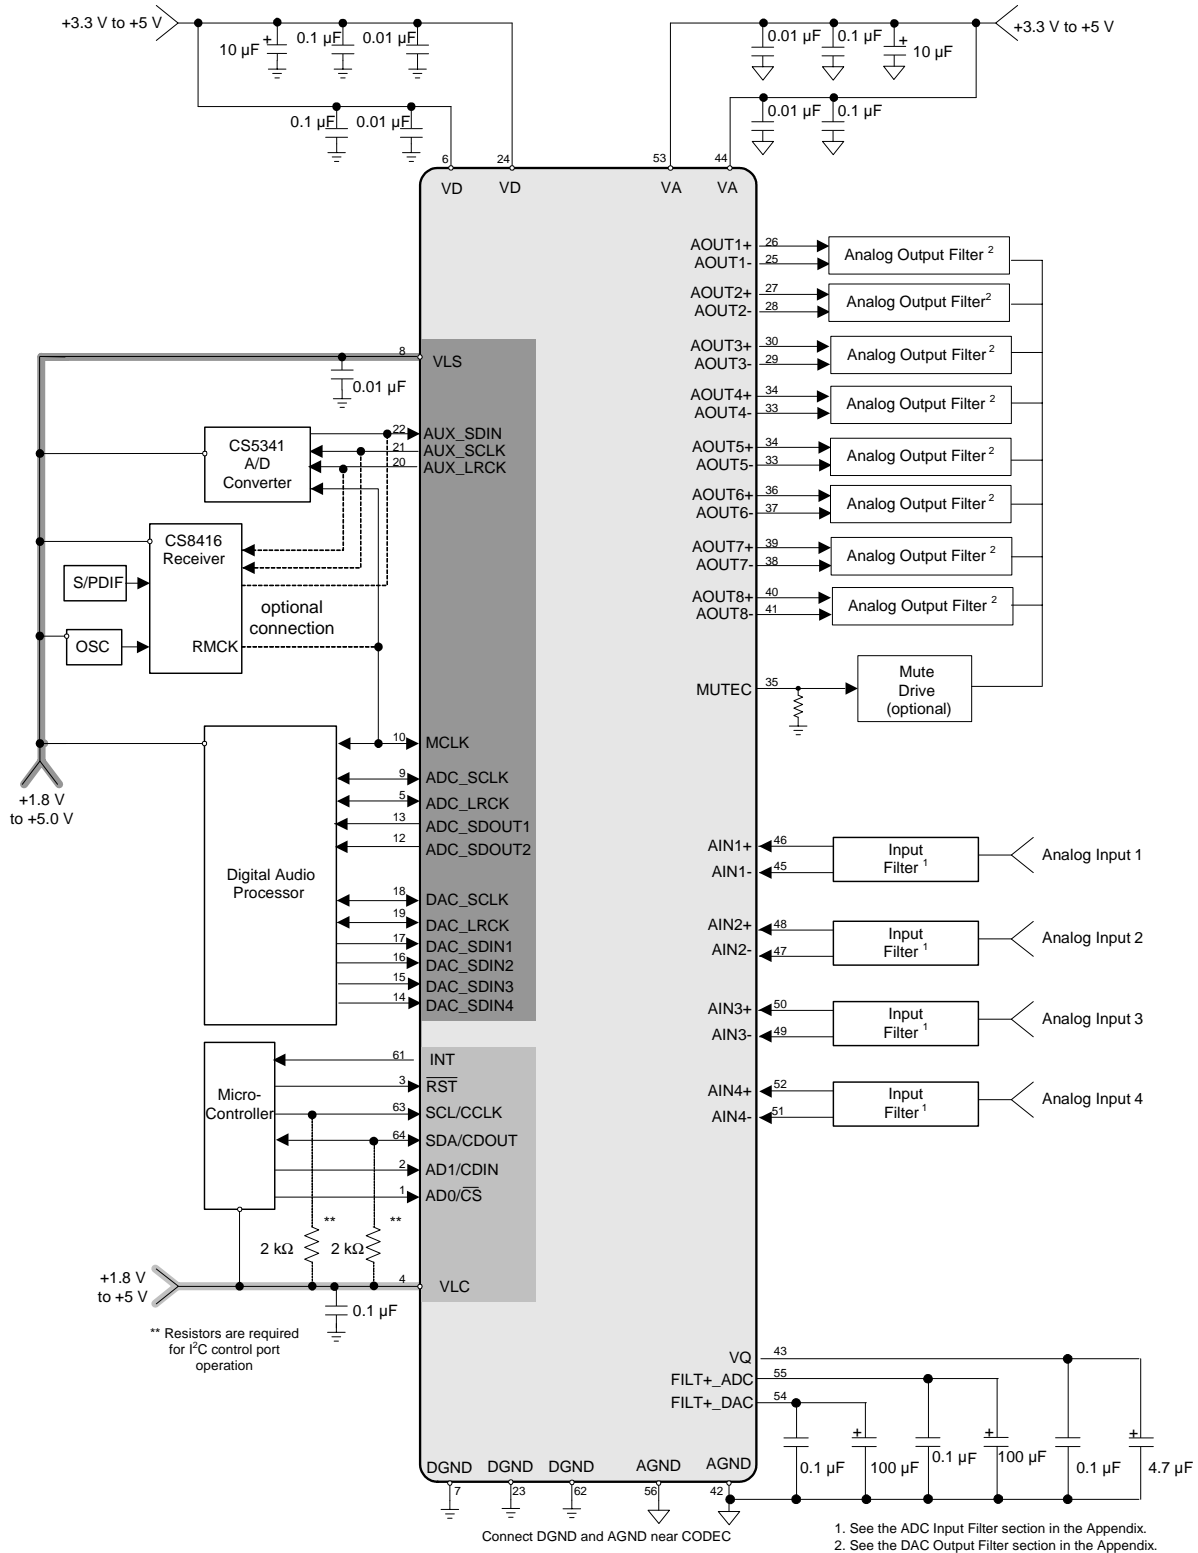 +3.3 V to +5 V
10 µF
+
0.1 µF
0.01 µF
0.1 µF
0.01 µF
+3.3 V to +5 V
0.01 µF
0.1 µF
+
10 µF
0.01 µF
0.1 µF
6
24
53
44
VD
VD
VA
VA
AOUT1+
26
AOUT1-
25
Analog Output Filter 2
AOUT2+
27
AOUT2-
28
Analog Output Filter2
AOUT3+
30
AOUT3-
29
Analog Output Filter 2
AOUT4+
34
AOUT4-
33
Analog Output Filter 2
AOUT5+
34
AOUT5-
33
Analog Output Filter 2
AOUT6+
36
AOUT6-
37
Analog Output Filter 2
AOUT7+
39
AOUT7-
38
Analog Output Filter 2
AOUT8+
40
AOUT8-
41
Analog Output Filter 2
MUTEC
35
Mute
Drive
(optional)
8
VLS
0.01 µF
CS5341
A/D
Converter
22
AUX_SDIN
21
AUX_SCLK
20
AUX_LRCK
CS8416
Receiver
S/PDIF
OSC
RMCK
optional
connection
+1.8 V
to +5.0 V
Digital Audio
Processor
10
MCLK
9
ADC_SCLK
5
ADC_LRCK
13
ADC_SDOUT1
12
ADC_SDOUT2
18
DAC_SCLK
19
DAC_LRCK
17
DAC_SDIN1
16
DAC_SDIN2
15
DAC_SDIN3
14
DAC_SDIN4
AIN1+
46
AIN1-
45
Input
Filter 1
Analog Input 1
AIN2+
48
AIN2-
47
Input
Filter 1
Analog Input 2
AIN3+
50
AIN3-
49
Input
Filter 1
Analog Input 3
AIN4+
52
AIN4-
51
Input
Filter 1
Analog Input 4
Micro-
Controller
61
INT
3
RST
63
SCL/CCLK
64
SDA/CDOUT
2
AD1/CDIN
1
AD0/CS
**
**
2 kΩ
2 kΩ
+1.8 V
to +5 V
4
VLC
0.1 µF
** Resistors are required
for I2C control port
operation
VQ
43
FILT+_ADC
55
FILT+_DAC
54
0.1 µF
+
100 µF
0.1 µF
+
100 µF
0.1 µF
+
4.7 µF
DGND
DGND
DGND
AGND
AGND
7
23
62
56
42
Connect DGND and AGND near CODEC
1. See the ADC Input Filter section in the Appendix.
2. See the DAC Output Filter section in the Appendix.